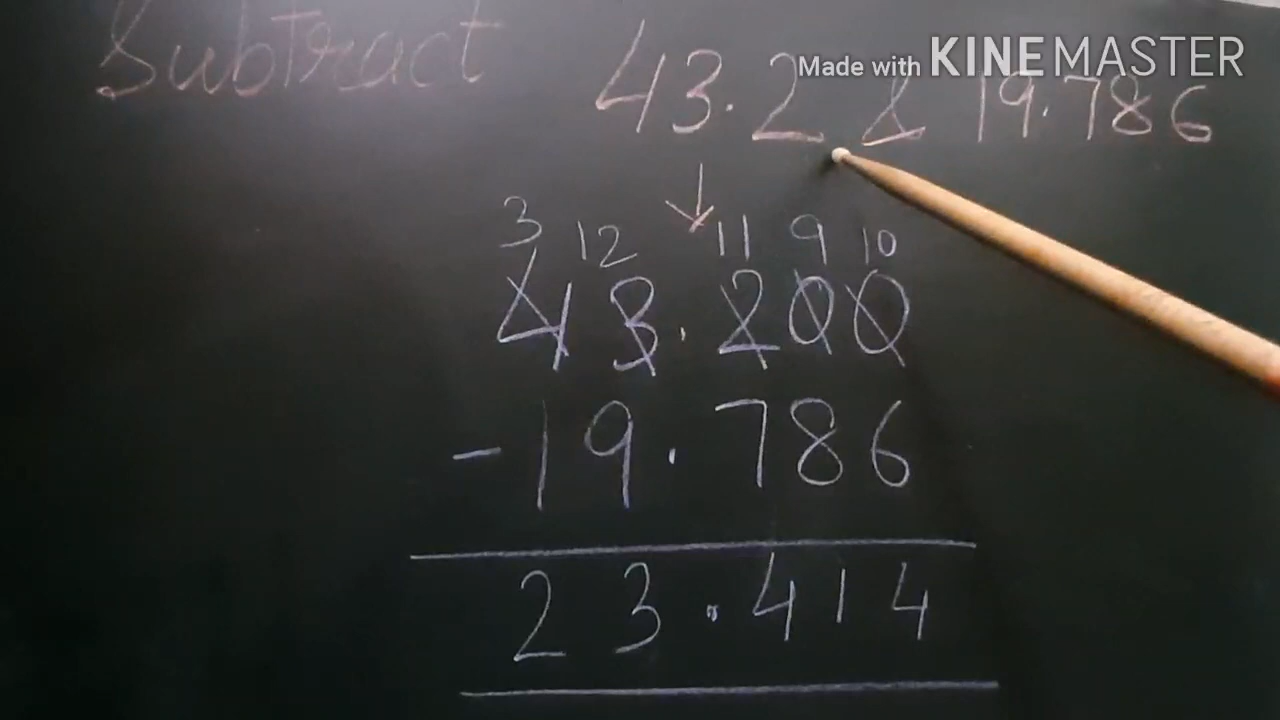 Subtract 43.2 & 19.786
Made with KINEMASTER
↓
3 12 11 9 10
43.200
- 19.786
23.414